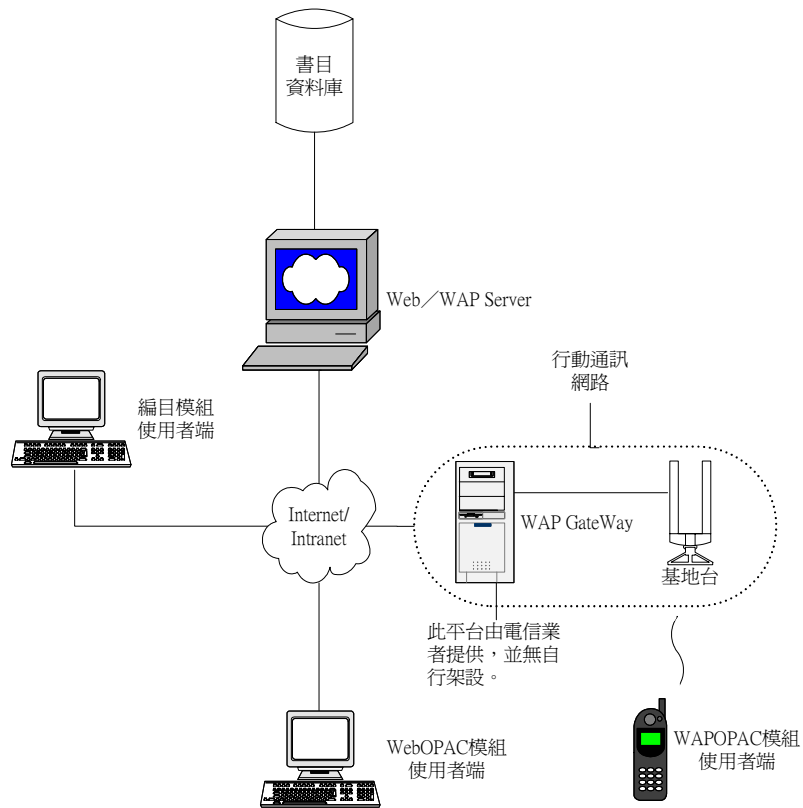 書目
資料庫
Web／WAP Server
行動通訊
網路
編目模組
使用者端
Internet/
Intranet
WAP GateWay
基地台
此平台由電信業
者提供，並無自
行架設。
WebOPAC模組
使用者端
WAPOPAC模組
使用者端